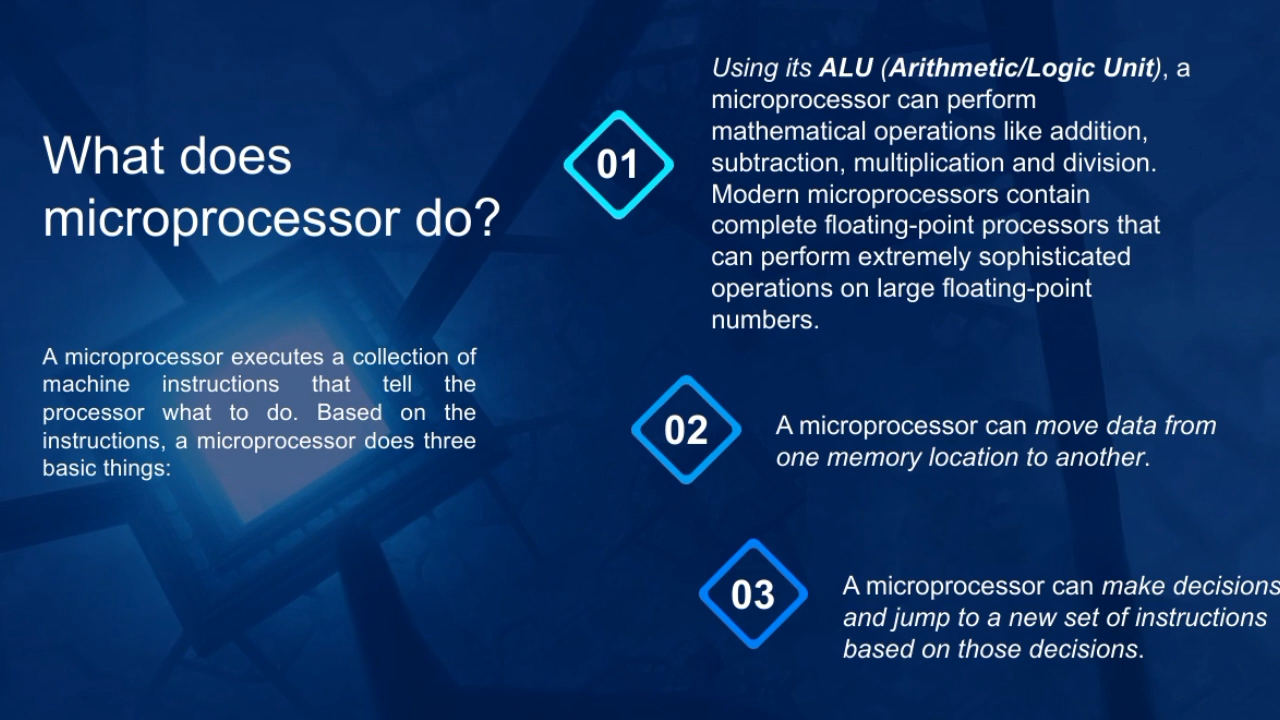 What does
microprocessor do?
A microprocessor executes a collection of
machine instructions that tell the
processor what to do. Based on the
instructions, a microprocessor does three
basic things:
01
Using its ALU (Arithmetic/Logic Unit), a
microprocessor can perform
mathematical operations like addition,
subtraction, multiplication and division.
Modern microprocessors contain
complete floating-point processors that
can perform extremely sophisticated
operations on large floating-point
numbers.
02
A microprocessor can move data from
one memory location to another.
03
A microprocessor can make decisions
and jump to a new set of instructions
based on those decisions.